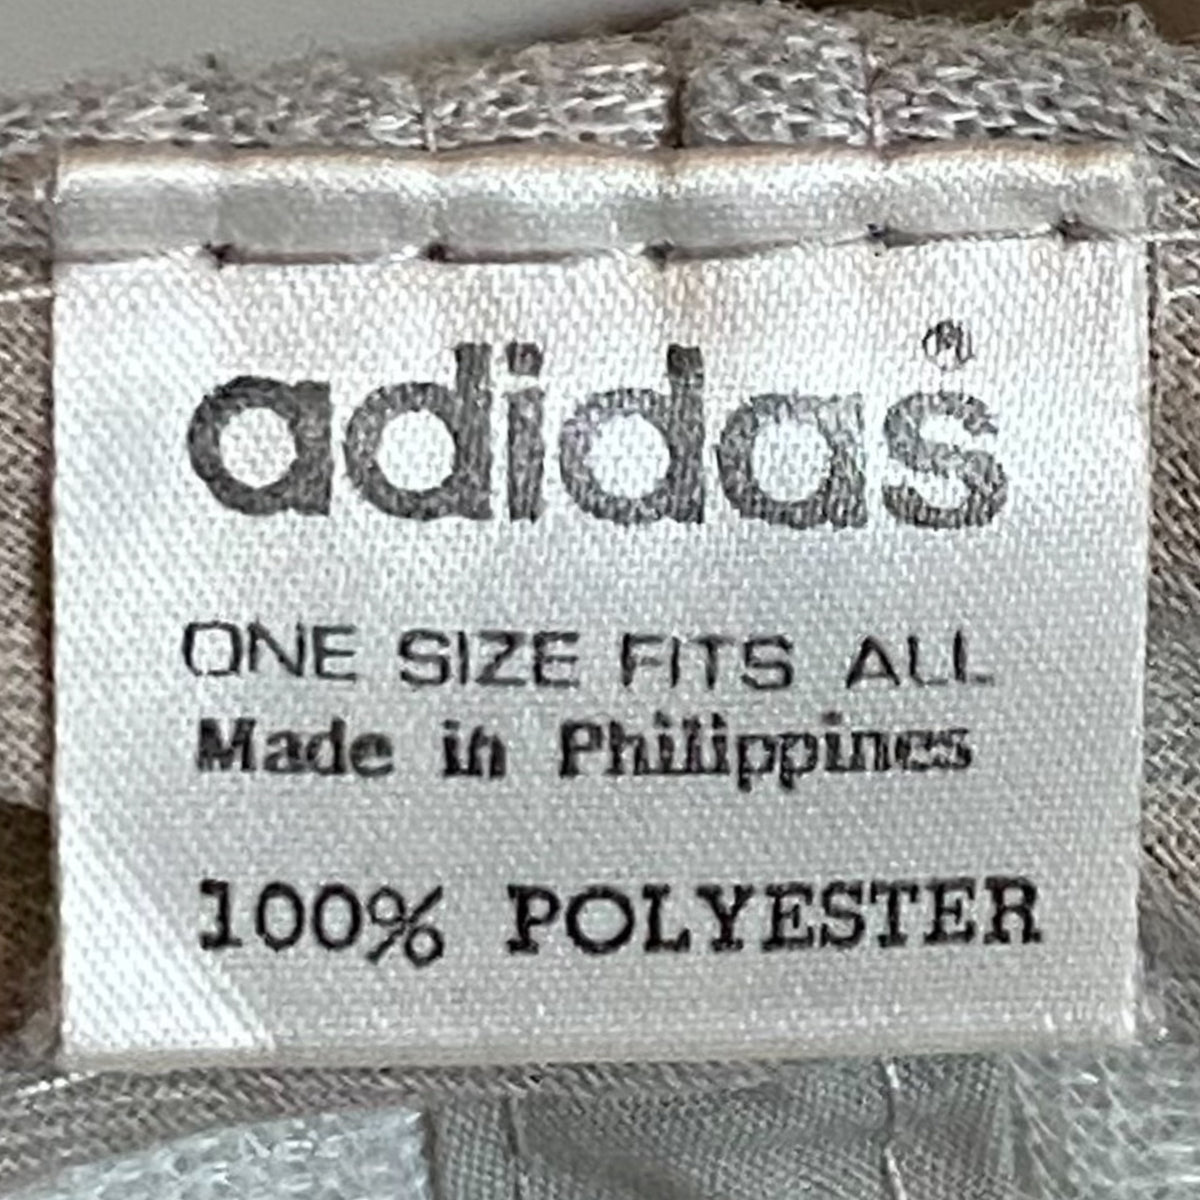 adidas®
ONE SIZE FITS ALL
Made in Philippines
100% POLYESTER